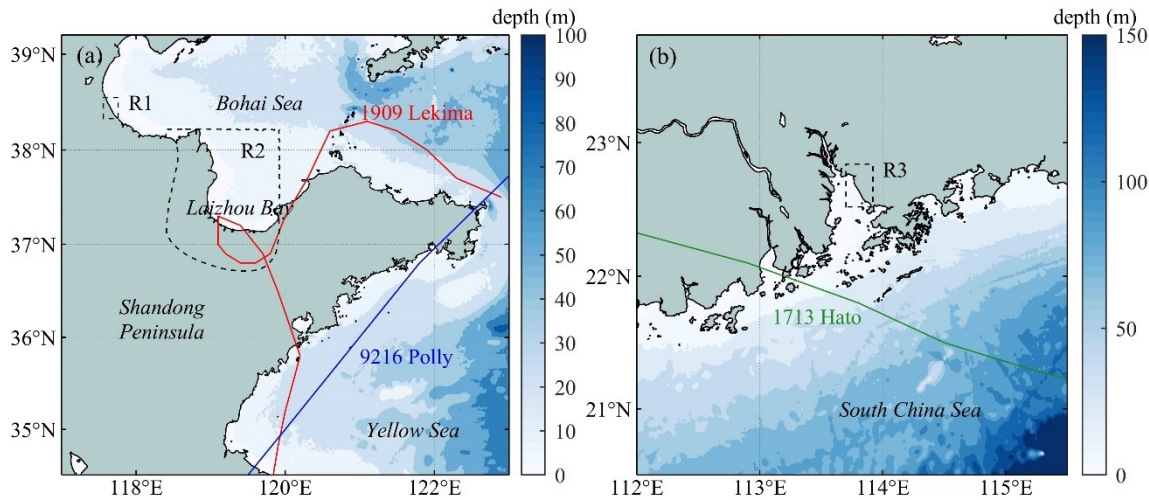 depth (m)
(a)
39°N
38°N
37°N
36°N
35°N
118°E
120°E
122°E
R1
Bohai Sea
1909 Lekima
R2
Laizhou Bay
Shandong
Peninsula
9216 Polly
Yellow Sea
100
90
80
70
60
50
40
30
20
10
0
depth (m)
(b)
23°N
22°N
21°N
112°E
113°E
114°E
115°E
R3
1713 Hato
South China Sea
150
100
50
0